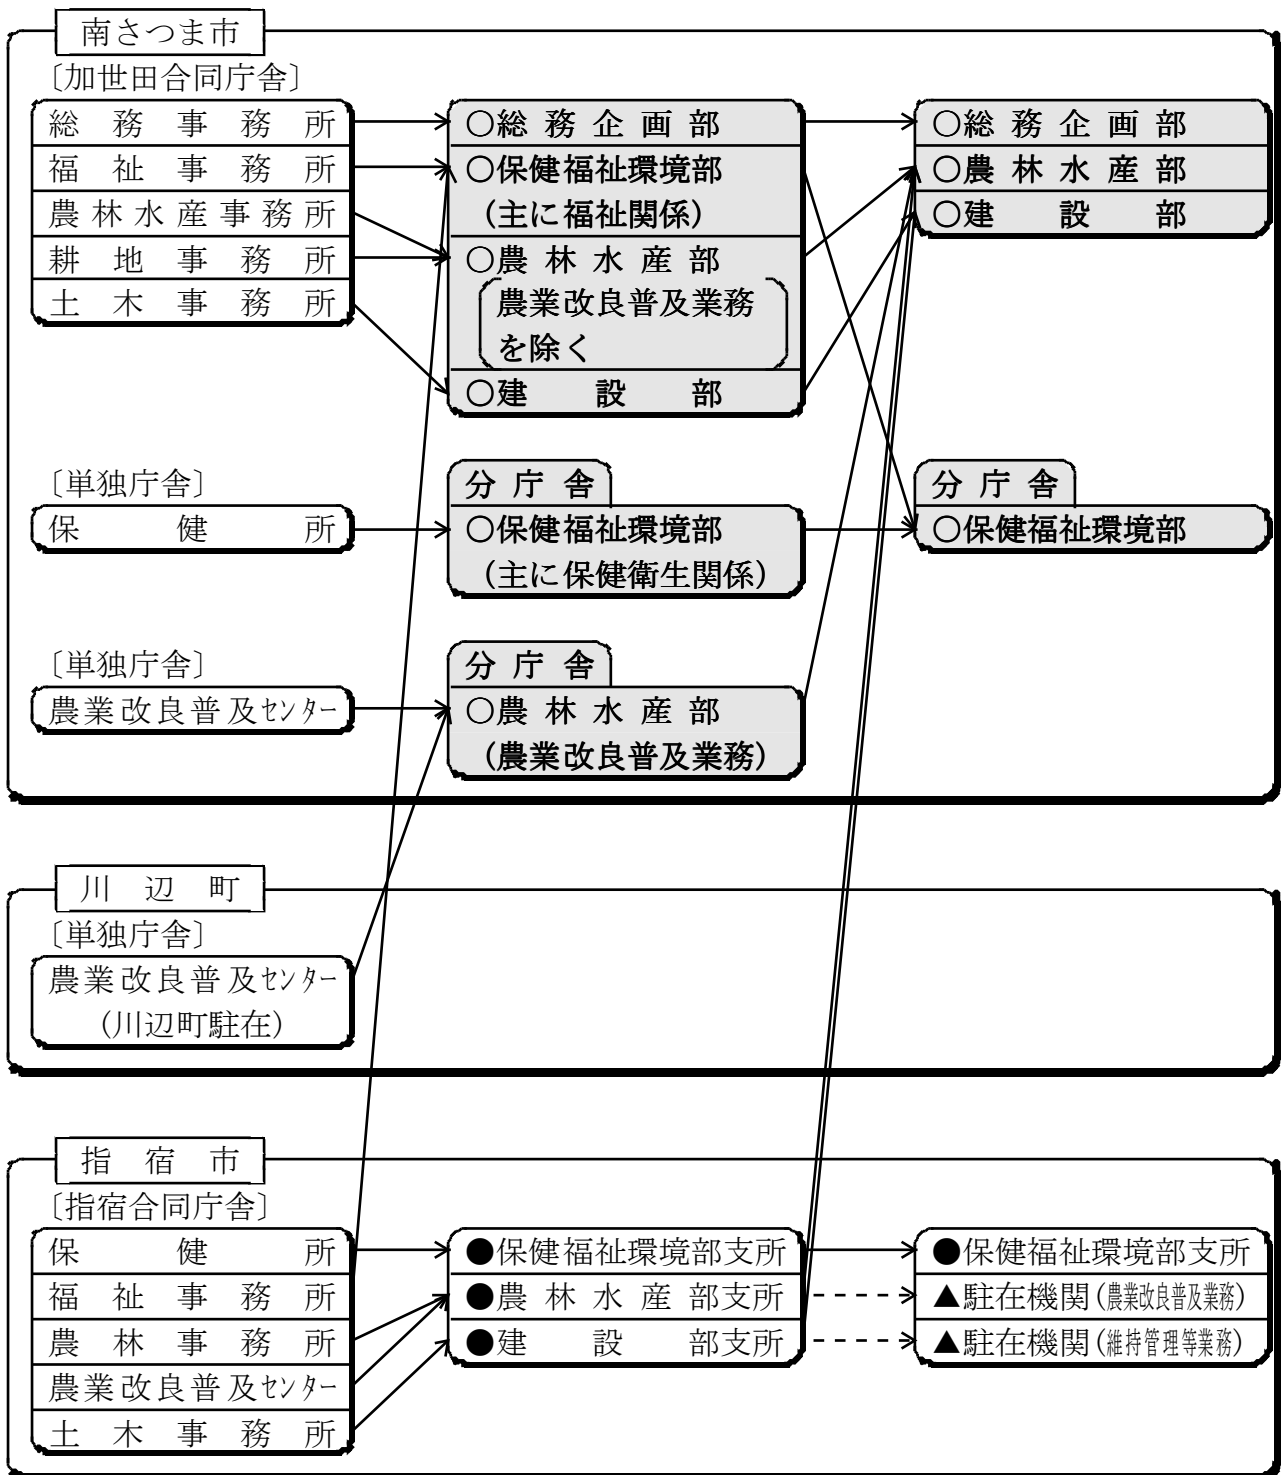 南さつま市
〔加世田合同庁舎〕
総務事務所
福祉事務所
農林水産事務所
耕地事務所
土木事務所
○総務企画部
○保健福祉環境部
(主に福祉関係)
○農林水産部
農業改良普及業務
を除く
○建設部
○総務企画部
○農林水産部
○建設部
〔単独庁舎〕
保健所
分庁舎
○保健福祉環境部
(主に保健衛生関係)
分庁舎
○保健福祉環境部
〔単独庁舎〕
農業改良普及センター
分庁舎
○農林水産部
(農業改良普及業務)
川辺町
〔単独庁舎〕
農業改良普及センター
(川辺町駐在)
指宿市
〔指宿合同庁舎〕
保健所
福祉事務所
農林事務所
農業改良普及センター
土木事務所
●保健福祉環境部支所
●農林水産部支所
●建設部支所
●保健福祉環境部支所
▲駐在機関(農業改良普及業務)
▲駐在機関(維持管理等業務)